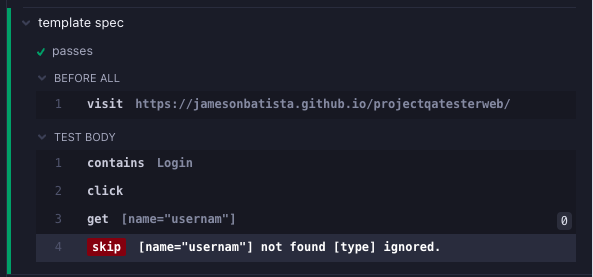 template spec
passes
BEFORE ALL
1 visit https://jamesonbatista.github.io/projectqatesterweb/
TEST BODY
1 contains Login
2 click
3 get [name="usernam"] 0
4 skip [name="usernam"] not found [type] ignored.